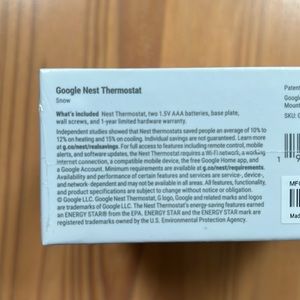 Google Nest Thermostat
Snow
What's included Nest Thermostat, two 1.5V AAA batteries, base plate,
wall screws, and 1-year limited hardware warranty.
Independent studies showed that Nest thermostats saved people an average of 10% to
12% on heating and 15% on cooling. Individual savings are not guaranteed. Learn more
at g.co/nest/realsavings. For full access to features including remote control, mobile
alerts, and software updates, the Nest Thermostat requires a Wi-Fi network, a working
internet connection, a compatible mobile device, the free Google Home app, and
a Google Account. Minimum requirements are available at g.co/nest/requirements.
Availability and performance of certain features and services are service-, device-,
and network-dependent and may not be available in all areas. All features, functionality,
and product specifications are subject to change without notice or obligation.
© Google LLC. Google Nest Thermostat, G logo, Google and related marks and logos
are trademarks of Google LLC. The Nest Thermostat's energy-saving features earned
an ENERGY STAR® from the EPA. ENERGY STAR and the ENERGY STAR mark are
registered trademarks owned by the U.S. Environmental Protection Agency.
Patent
Google
Mount
SKU: G
1
MF
Mad